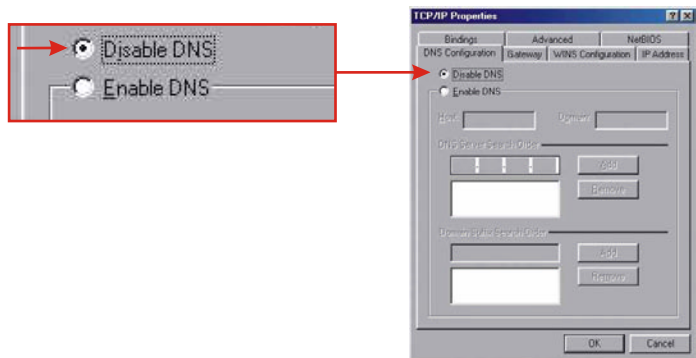 Disable DNS
Enable DNS
TCP/IP Properties
Bindings
Advanced
NetBIOS
DNS Configuration
Gateway
WINS Configuration
IP Address
Disable DNS
Enable DNS
Host:
Domain:
DNS Server Search Order
Add
Remove
Domain Suffix Search Order
Add
Remove
OK
Cancel